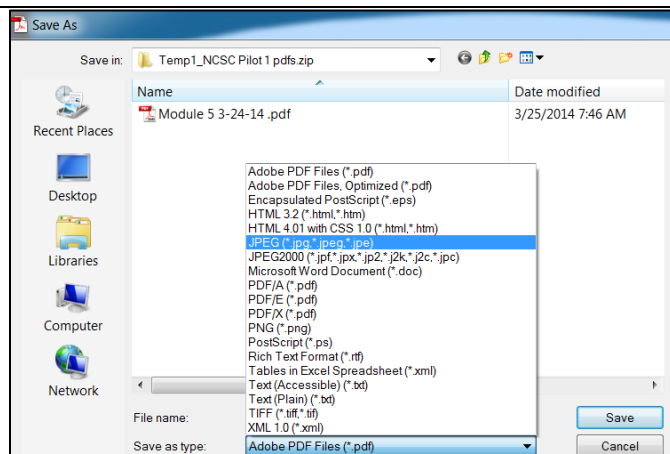 Save As
Save in: Temp1_NCSC Pilot 1 pdfs.zip
Name Date modified
Module 5 3-24-14 .pdf 3/25/2014 7:46 AM
Recent Places
Desktop
Libraries
Computer
Network
Adobe PDF Files (*.pdf)
Adobe PDF Files, Optimized (*.pdf)
Encapsulated PostScript (*.eps)
HTML 3.2 (*.html,*.htm)
HTML 4.01 with CSS 1.0 (*.html,*.htm)
JPEG (*.jpg,*.jpeg,*.jpe)
JPEG2000 (*.jpf,*.jpx,*.jp2,*.j2k,*.j2c,*.jpc)
Microsoft Word Document (*.doc)
PDF/A (*.pdf)
PDF/E (*.pdf)
PDF/X (*.pdf)
PNG (*.png)
PostScript (*.ps)
Rich Text Format (*.rtf)
Tables in Excel Spreadsheet (*.xml)
Text (Accessible) (*.txt)
Text (Plain) (*.txt)
TIFF (*.tiff,*.tif)
XML 1.0 (*.xml)
File name: Save
Save as type: Adobe PDF Files (*.pdf) Cancel